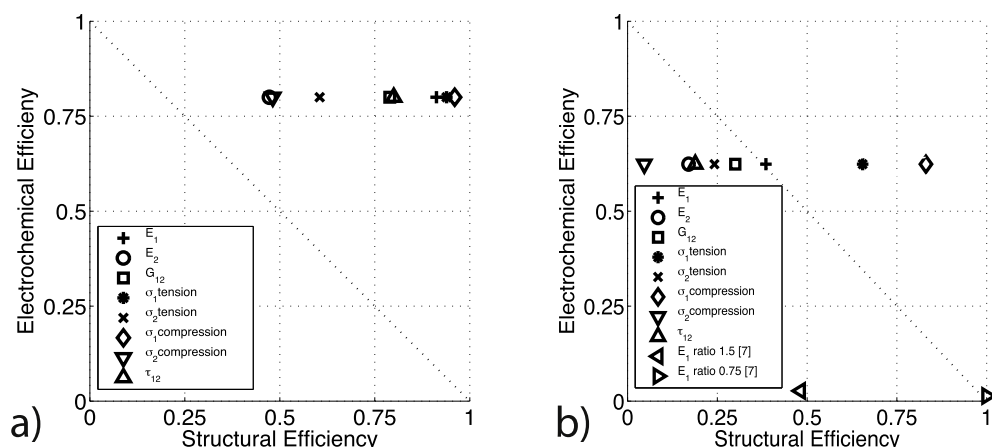 1
0.75
0.5
0.25
0
0
0.25
0.5
0.75
1
Electrochemical Efficieny
Structural Efficiency
E1
E2
G12
σ1tension
σ2tension
σ1compression
σ2compression
τ12
a)
1
0.75
0.5
0.25
0
0
0.25
0.5
0.75
1
Electrochemical Efficieny
Structural Efficiency
E1
E2
G12
σ1tension
σ2tension
σ1compression
σ2compression
τ12
E1 ratio 1.5 [7]
E1 ratio 0.75 [7]
b)